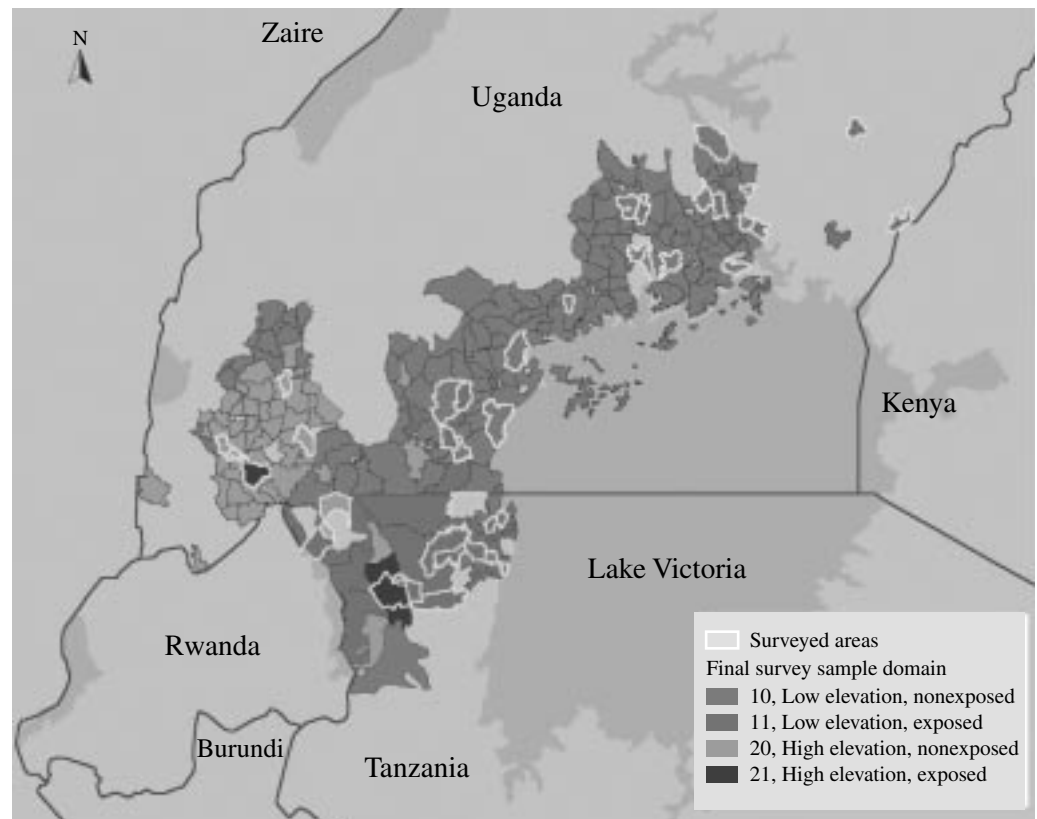 Zaire
N
Uganda
Kenya
Lake Victoria
Rwanda
Burundi
Tanzania
Surveyed areas
Final survey sample domain
10, Low elevation, nonexposed
11, Low elevation, exposed
20, High elevation, nonexposed
21, High elevation, exposed